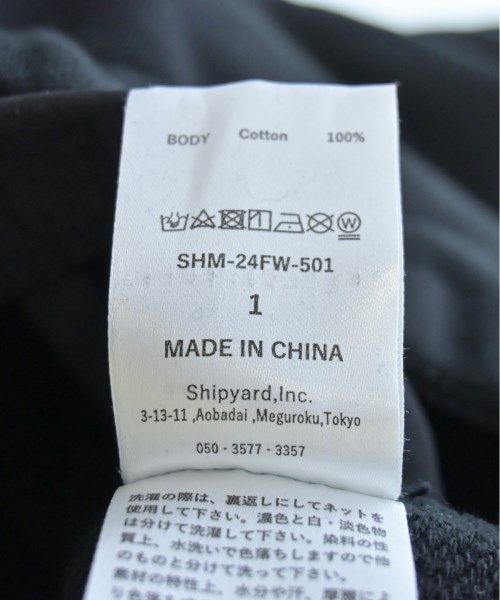 BODY Cotton 100%
W
SHM-24FW-501
1
MADE IN CHINA
Shipyard,Inc.
3-13-11 ,Aobadai ,Meguroku,Tokyo
050 - 3577 - 3357
洗濯の際は、裏返しにしてネットを
使用して下さい。濃色と白・淡色物
は分けて洗濯して下さい。染料の性
質上、水洗いで色落ちしますので他
のものと分けて洗って下さい。
素材の特性上、水分や汗、摩擦によ
り色落